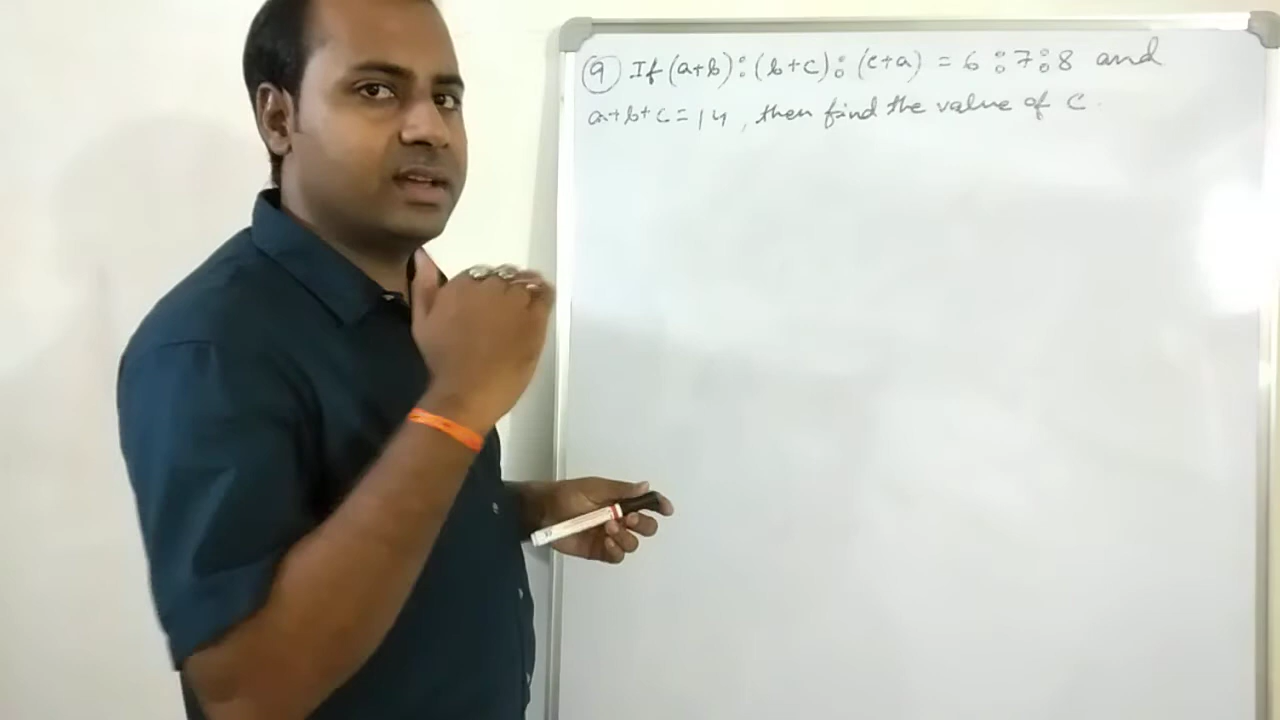 9 If (a+b):(b+c):(c+a) = 6:7:8 and
a+b+c=14, then find the value of c.